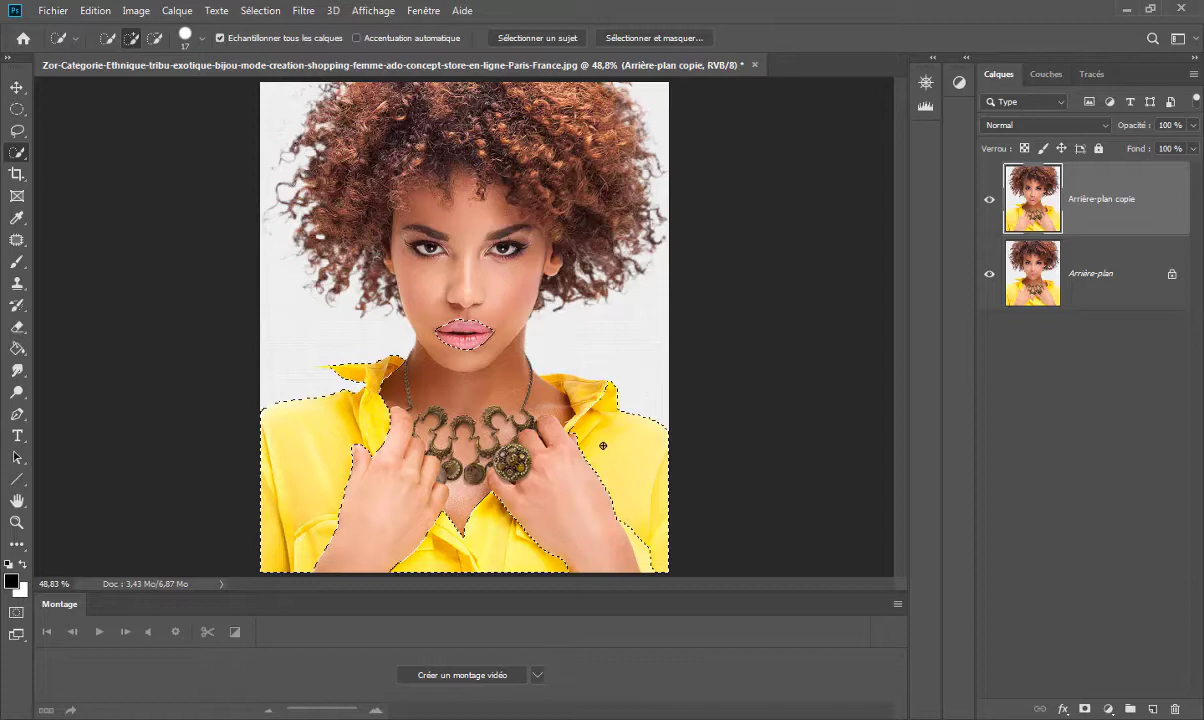 Ps Fichier Edition Image Calque Texte Sélection Filtre 3D Affichage Fenêtre Aide
17 Echantillonner tous les calques Accentuation automatique Sélectionner un sujet Sélectionner et masquer...
Zor-Categorie-Ethnique-tribu-exotique-bijou-mode-creation-shopping-femme-ado-concept-store-en-ligne-Paris-France.jpg @ 48,8% (Arrière-plan copie, RVB/8) *
Calques Couches Tracés
Type
Normal Opacité : 100 %
Verrou : Fond : 100 %
Arrière-plan copie
Arrière-plan
48,83 % Doc : 3,43 Mo/6,87 Mo
Montage
Créer un montage vidéo
fx